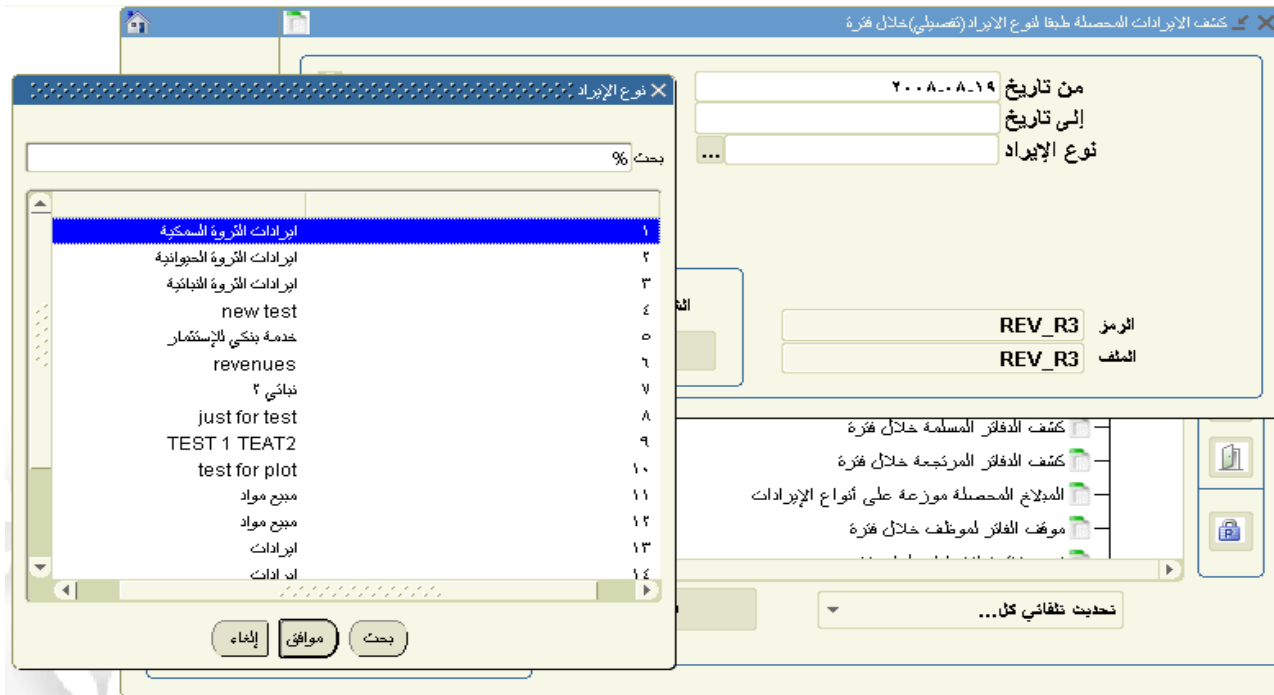 كشف الايرادات المحصلة طبقا لنوع الايراد(تفصيلي)خلال فترة
من تاريخ ١٩-٠٨-٢٠٠٨
إلى تاريخ
نوع الإيراد ...
الرمز REV_R3
الملف REV_R3
نوع الإيراد
بحث %
١ ايرادات الثروة السمكية
٢ ايرادات الثروة الحيوانية
٣ ايرادات الثروة النباتية
٤ new test
٥ خدمة بنكي للإستثمار
٦ revenues
٧ نباتي ٢
٨ just for test
٩ TEST 1 TEAT2
١٠ test for plot
١١ مبيع مواد
١٢ مبيع مواد
١٣ ايرادات
١٤ ايرادات
بحث موافق إلغاء
كشف الدفاتر المسلمة خلال فترة
كشف الدفاتر المرتجعة خلال فترة
المبلاغ المحصلة موزعة على أنواع الإيرادات
موقف الفاتر لموظف خلال فترة
تحديث تلقائي كل...